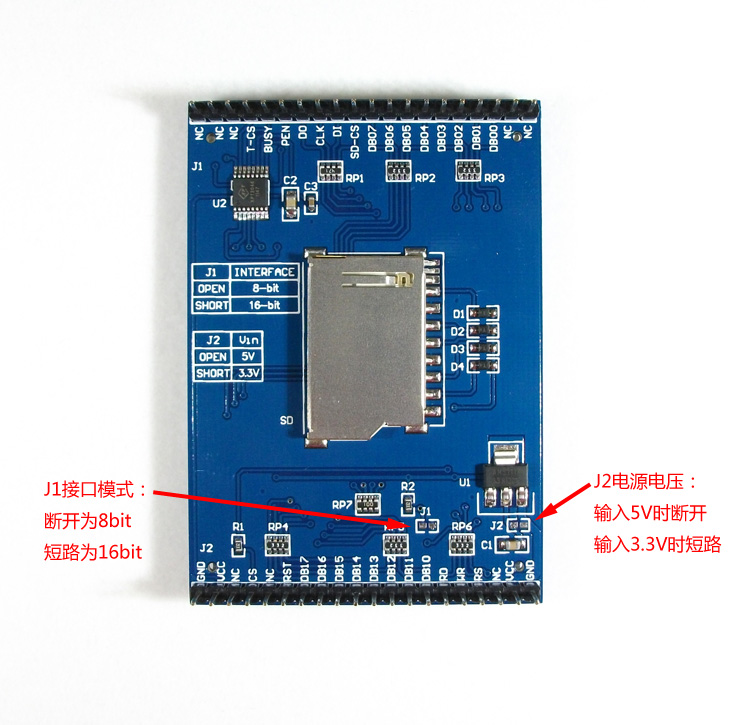 NC NC NC T-CS BUSY PEN DO CLK DI SD-CS DB07 DB06 DB05 DB04 DB03 DB02 DB01 DB00 NC NC
J1
RP1
RP2
RP3
U2
C2
C3
J1 INTERFACE
OPEN 8-bit
SHORT 16-bit
J2 Vin
OPEN 5V
SHORT 3.3V
D1
D2
D3
D4
SD
U1
J1接口模式：
断开为8bit
短路为16bit
J2电源电压：
输入5V时断开
输入3.3V时短路
R2
RP7
J1
R1
RP4
RP6
J2
C1
J2
GND VCC NC CS NC RST DB17 DB16 DB15 DB14 DB13 DB12 DB11 DB10 RD WR RS NC VCC GND